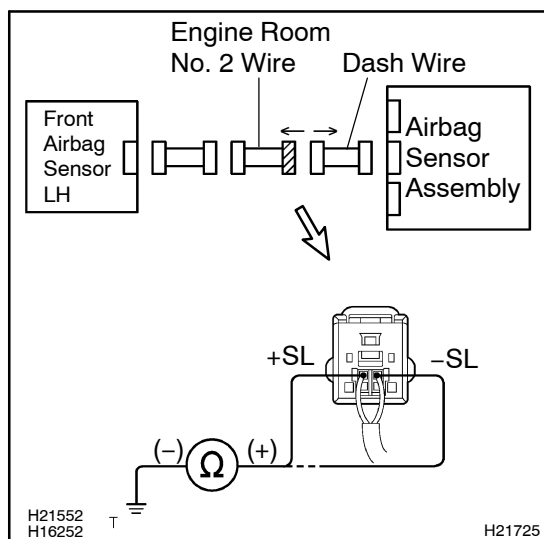 Engine Room
No. 2 Wire
Dash Wire
Front
Airbag
Sensor
LH
Airbag
Sensor
Assembly
+SL
−SL
(−)
Ω
(+)
H21552
H16252
T
H21725